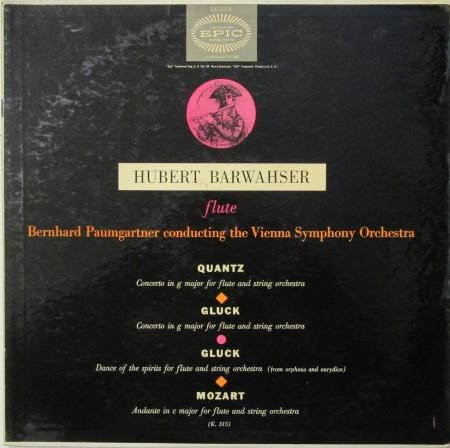 LC 3134
EPIC
HUBERT BARWAHSER
flute
Bernhard Paumgartner conducting the Vienna Symphony Orchestra
QUANTZ
Concerto in g major for flute and string orchestra
GLUCK
Concerto in g major for flute and string orchestra
GLUCK
Dance of the spirits for flute and string orchestra (from orpheus and eurydice)
MOZART
Andante in c major for flute and string orchestra
(K. 315)